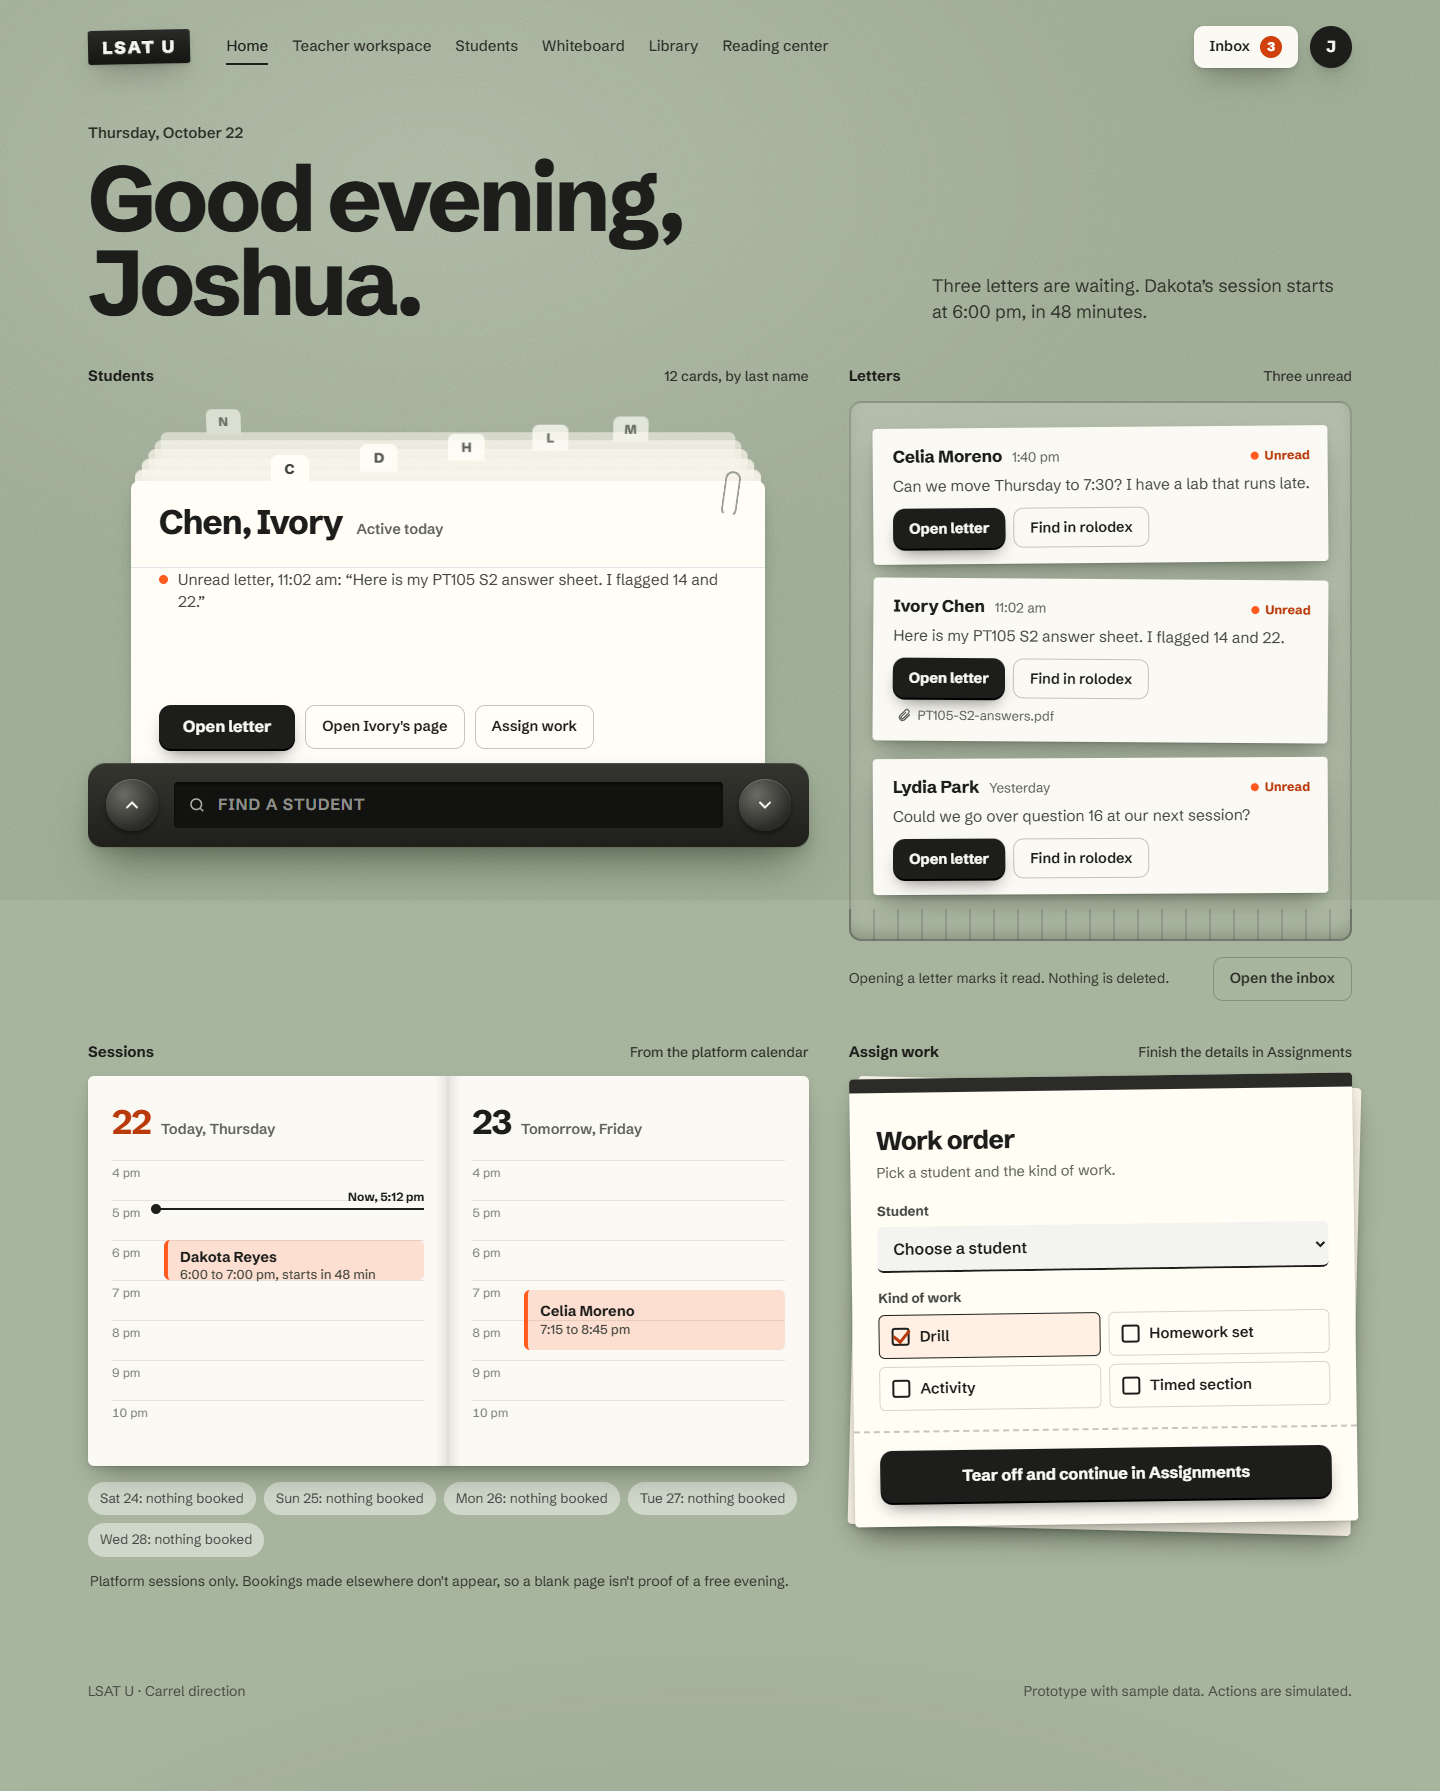 LSAT U
Home Teacher workspace Students Whiteboard Library Reading center
Inbox 3
J
Thursday, October 22
Good evening,
Joshua.
Three letters are waiting. Dakota’s session starts
at 6:00 pm, in 48 minutes.
Students
12 cards, by last name
N
M
L
H
D
C
Chen, Ivory Active today
Unread letter, 11:02 am: “Here is my PT105 S2 answer sheet. I flagged 14 and
22.”
Open letter
Open Ivory's page
Assign work
FIND A STUDENT
Letters
Three unread
Celia Moreno 1:40 pm
Unread
Can we move Thursday to 7:30? I have a lab that runs late.
Open letter
Find in rolodex
Ivory Chen 11:02 am
Unread
Here is my PT105 S2 answer sheet. I flagged 14 and 22.
Open letter
Find in rolodex
PT105-S2-answers.pdf
Lydia Park Yesterday
Unread
Could we go over question 16 at our next session?
Open letter
Find in rolodex
Opening a letter marks it read. Nothing is deleted.
Open the inbox
Sessions
From the platform calendar
22 Today, Thursday
4 pm
Now, 5:12 pm
5 pm
6 pm
Dakota Reyes
6:00 to 7:00 pm, starts in 48 min
7 pm
8 pm
9 pm
10 pm
23 Tomorrow, Friday
4 pm
5 pm
6 pm
7 pm
Celia Moreno
7:15 to 8:45 pm
8 pm
9 pm
10 pm
Sat 24: nothing booked
Sun 25: nothing booked
Mon 26: nothing booked
Tue 27: nothing booked
Wed 28: nothing booked
Platform sessions only. Bookings made elsewhere don't appear, so a blank page isn't proof of a free evening.
Assign work
Finish the details in Assignments
Work order
Pick a student and the kind of work.
Student
Choose a student
Kind of work
Drill
Homework set
Activity
Timed section
Tear off and continue in Assignments
LSAT U · Carrel direction
Prototype with sample data. Actions are simulated.